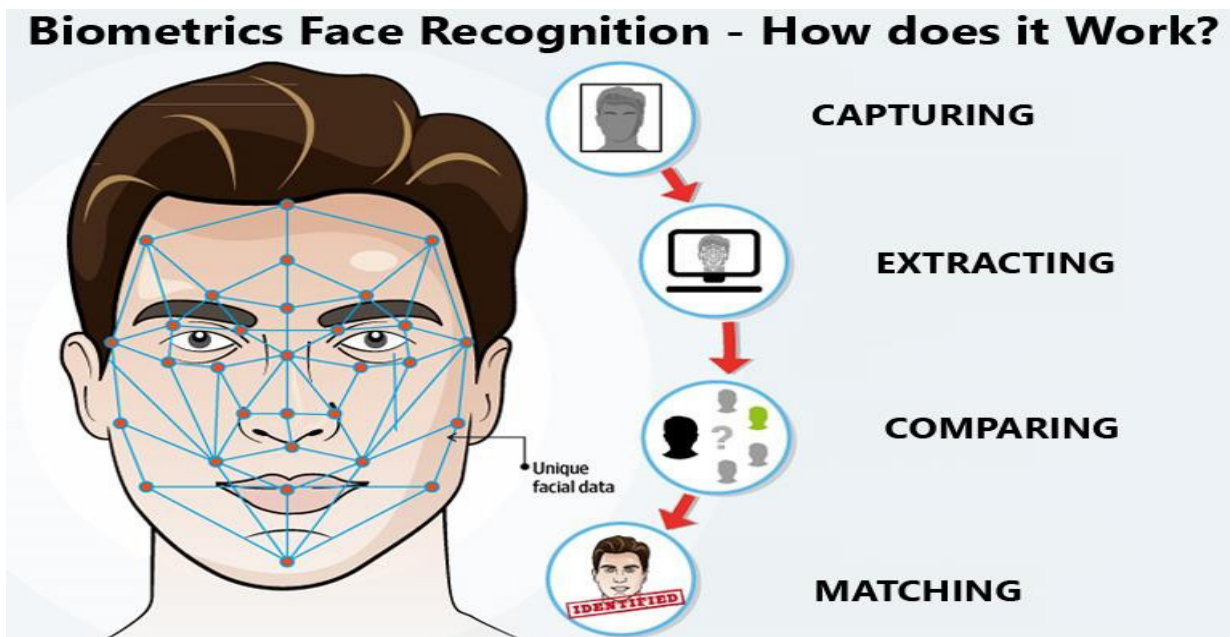 Biometrics Face Recognition - How does it Work?
CAPTURING
EXTRACTING
COMPARING
?
Unique
facial data
IDENTIFIED
MATCHING